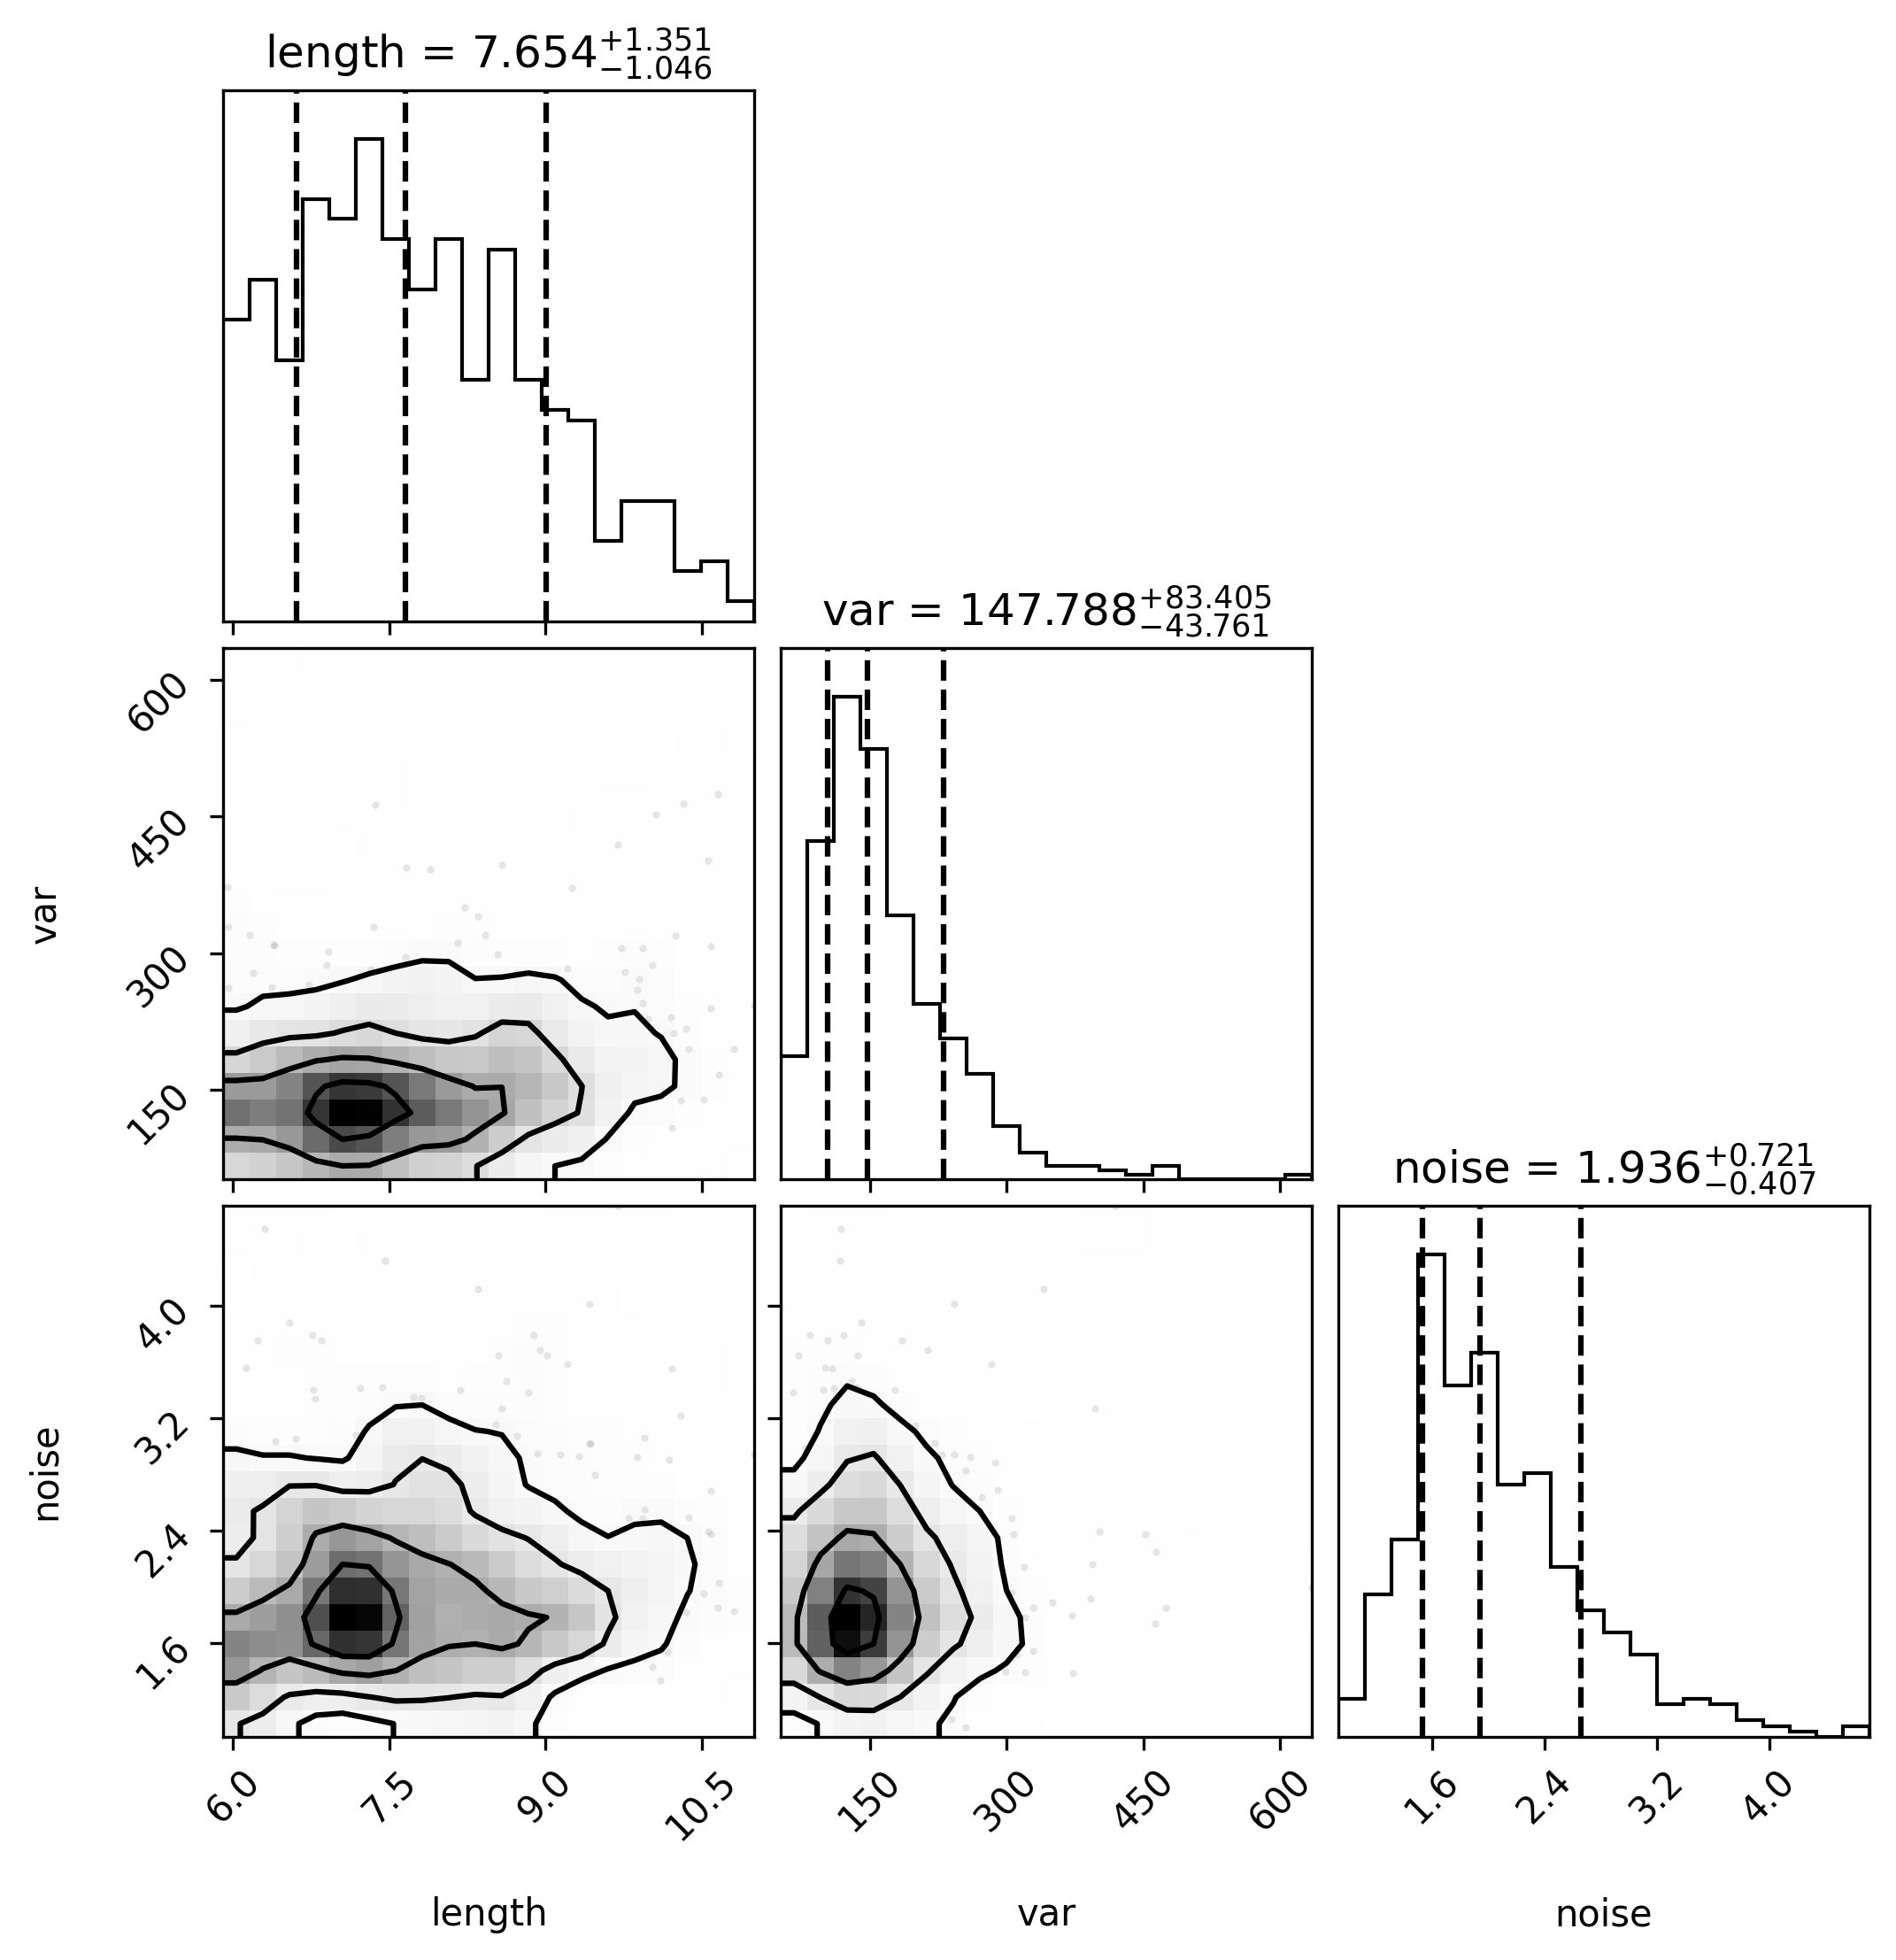 length = 7.654 +1.351 −1.046
var = 147.788 +83.405 −43.761
600
450
300
150
var
noise = 1.936 +0.721 −0.407
4.0
3.2
2.4
1.6
noise
6.0 7.5 9.0 10.5 150 300 450 600 1.6 2.4 3.2 4.0
length var noise